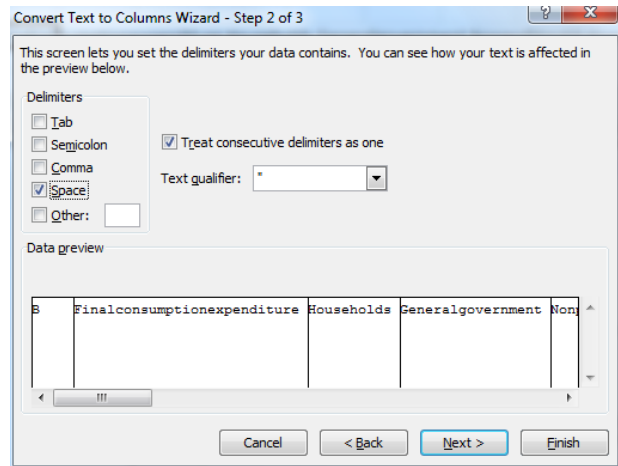 Convert Text to Columns Wizard - Step 2 of 3
This screen lets you set the delimiters your data contains. You can see how your text is affected in
the preview below.
Delimiters
Tab
Semicolon
Comma
Space
Other:
Treat consecutive delimiters as one
Text qualifier: "
Data preview
B Finalconsumptionexpenditure Households Generalgovernment Non
Cancel < Back Next > Finish